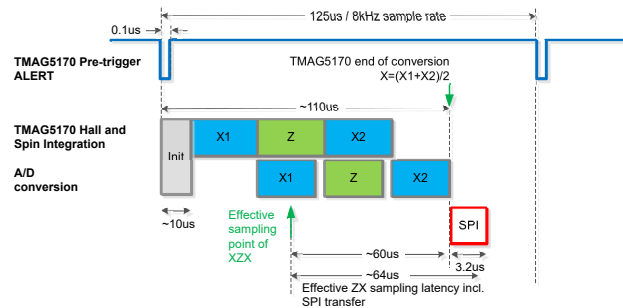 125us / 8kHz sample rate
0.1us
TMAG5170 Pre-trigger
ALERT
TMAG5170 end of conversion
X=(X1+X2)/2
~110us
TMAG5170 Hall and
Spin Integration
Init
X1
Z
X2
A/D
conversion
X1
Z
X2
~10us
Effective
sampling
point of
XZX
SPI
~60us
3.2us
~64us
Effective ZX sampling latency incl.
SPI transfer